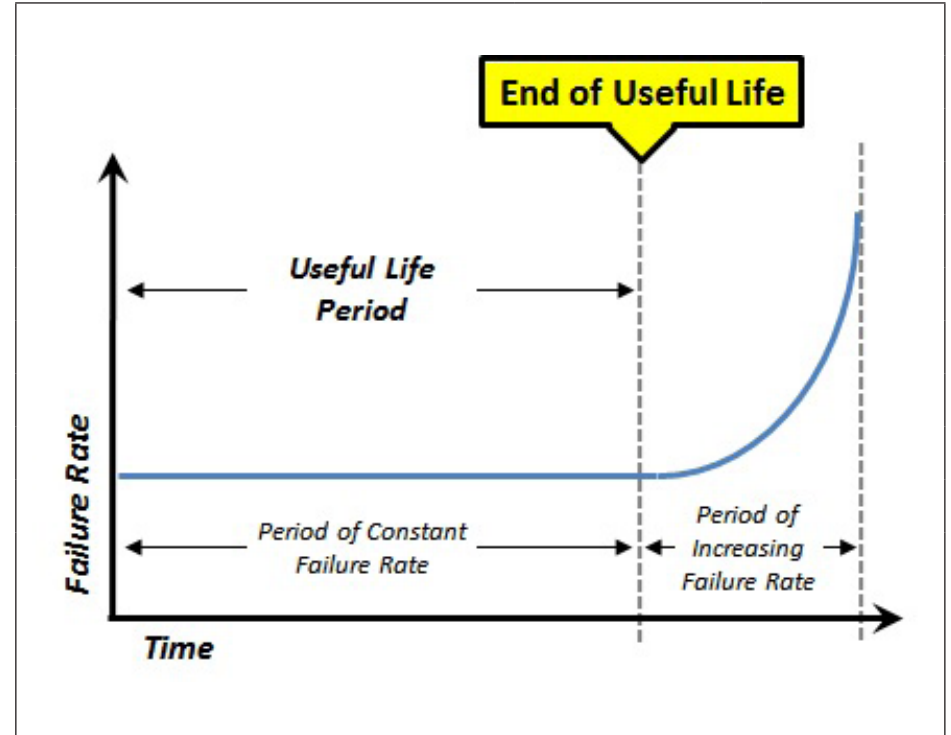 End of Useful Life
Useful Life
Period
Failure Rate
Period of Constant
Failure Rate
Period of
Increasing
Failure Rate
Time